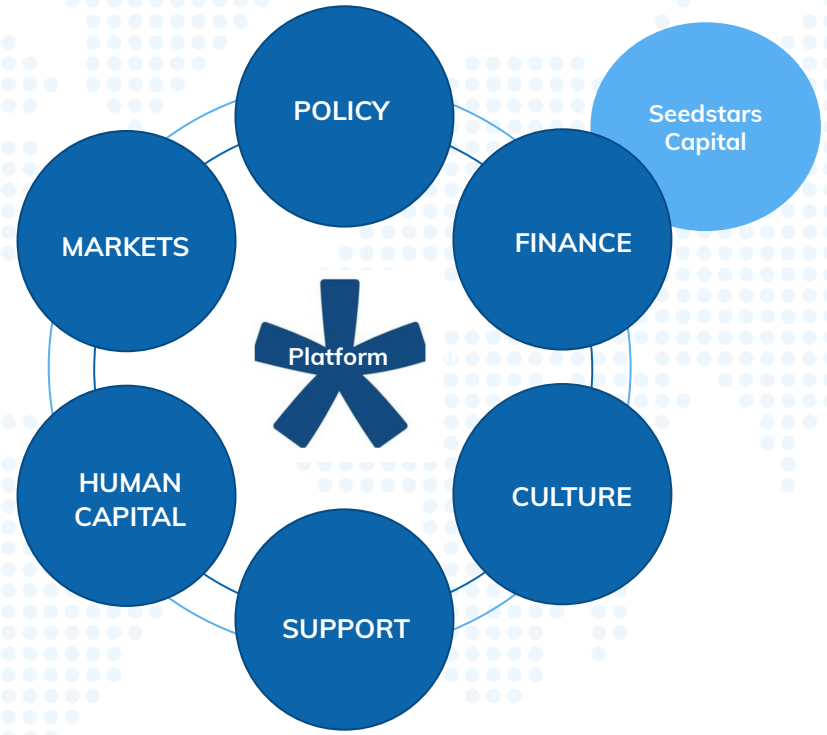 POLICY
Seedstars
Capital
MARKETS
FINANCE
Platform
HUMAN
CAPITAL
CULTURE
SUPPORT